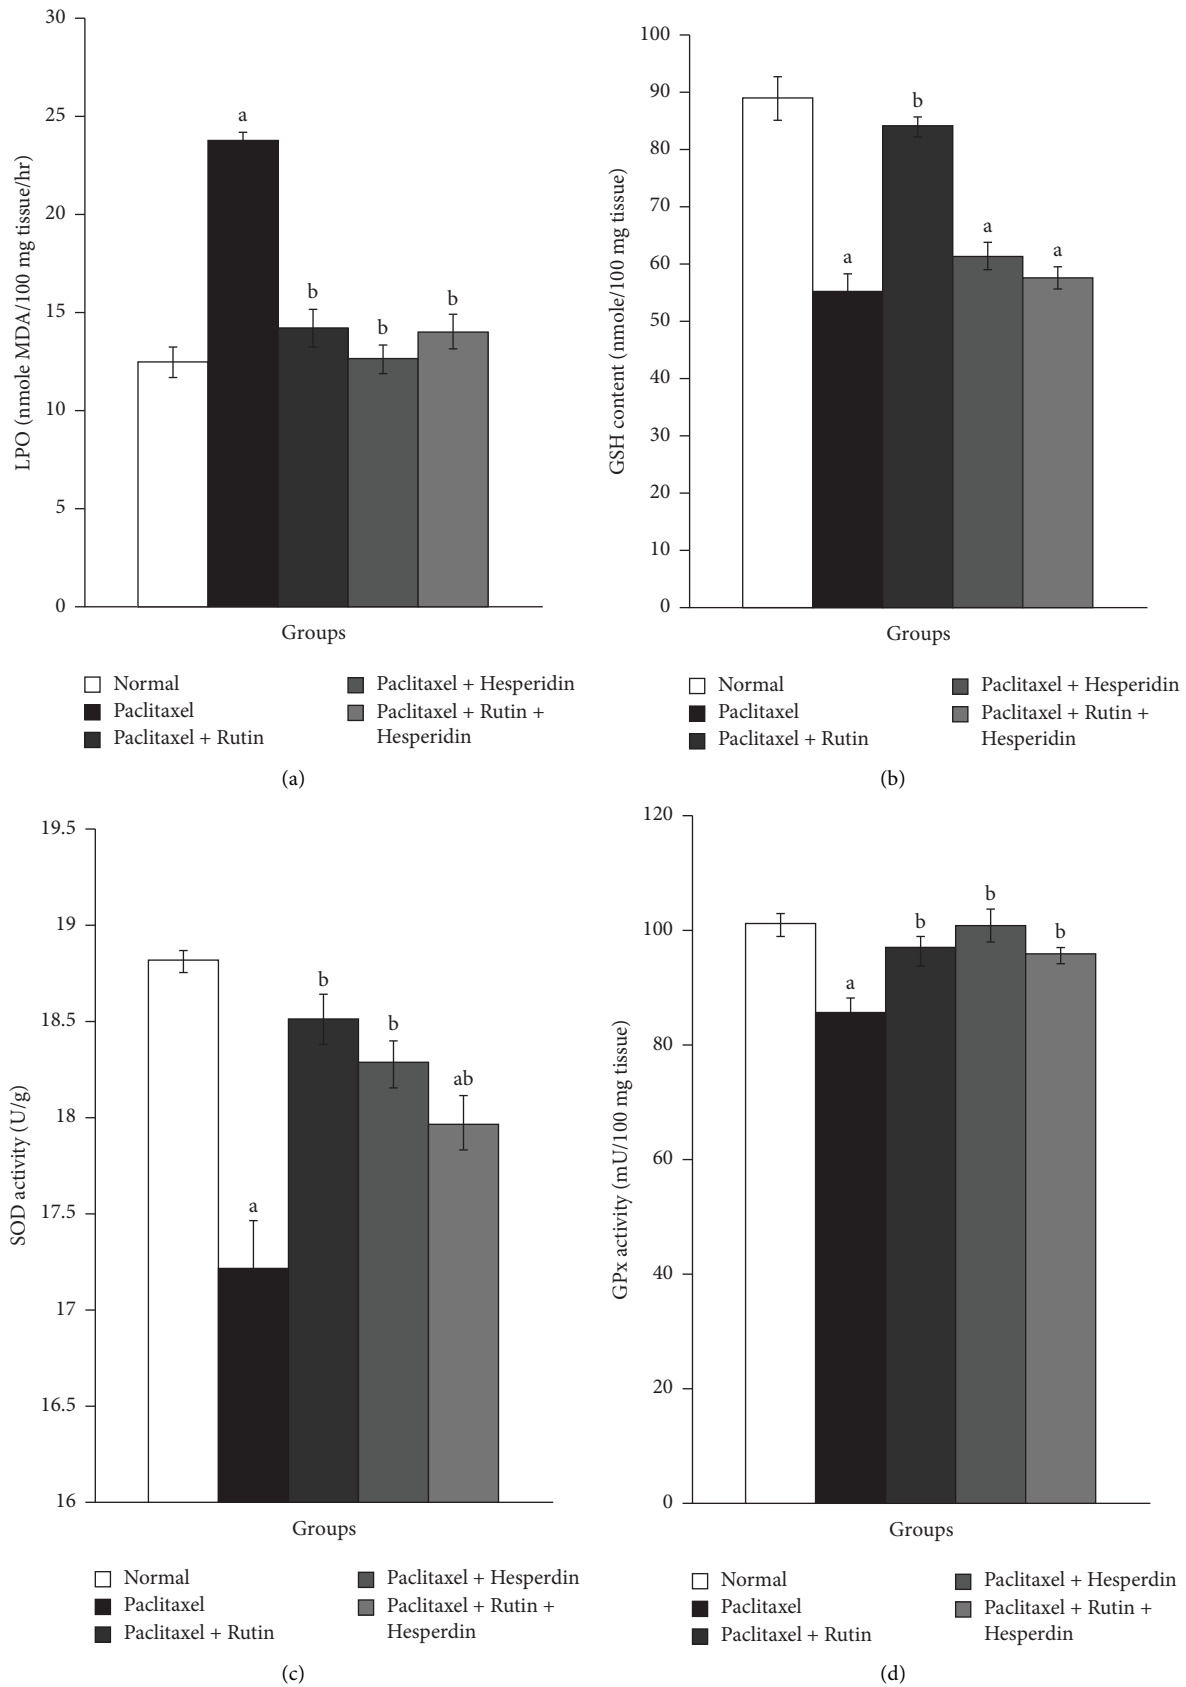 30
25
20
15
10
5
0
LPO (nmole MDA/100 mg tissue/hr)
a
b
b
b
Groups
Normal
Paclitaxel
Paclitaxel + Rutin
Paclitaxel + Hesperidin
Paclitaxel + Rutin +
Hesperidin
(a)
100
90
80
70
60
50
40
30
20
10
0
GSH content (nmole/100 mg tissue)
a
b
a
a
Groups
Normal
Paclitaxel
Paclitaxel + Rutin
Paclitaxel + Hesperidin
Paclitaxel + Rutin +
Hesperidin
(b)
19.5
19
18.5
18
17.5
17
16.5
16
SOD activity (U/g)
a
b
b
ab
Groups
Normal
Paclitaxel
Paclitaxel + Rutin
Paclitaxel + Hesperdin
Paclitaxel + Rutin +
Hesperdin
(c)
120
100
80
60
40
20
0
GPx activity (mU/100 mg tissue)
a
b
b
b
Groups
Normal
Paclitaxel
Paclitaxel + Rutin
Paclitaxel + Hesperdin
Paclitaxel + Rutin +
Hesperdin
(d)